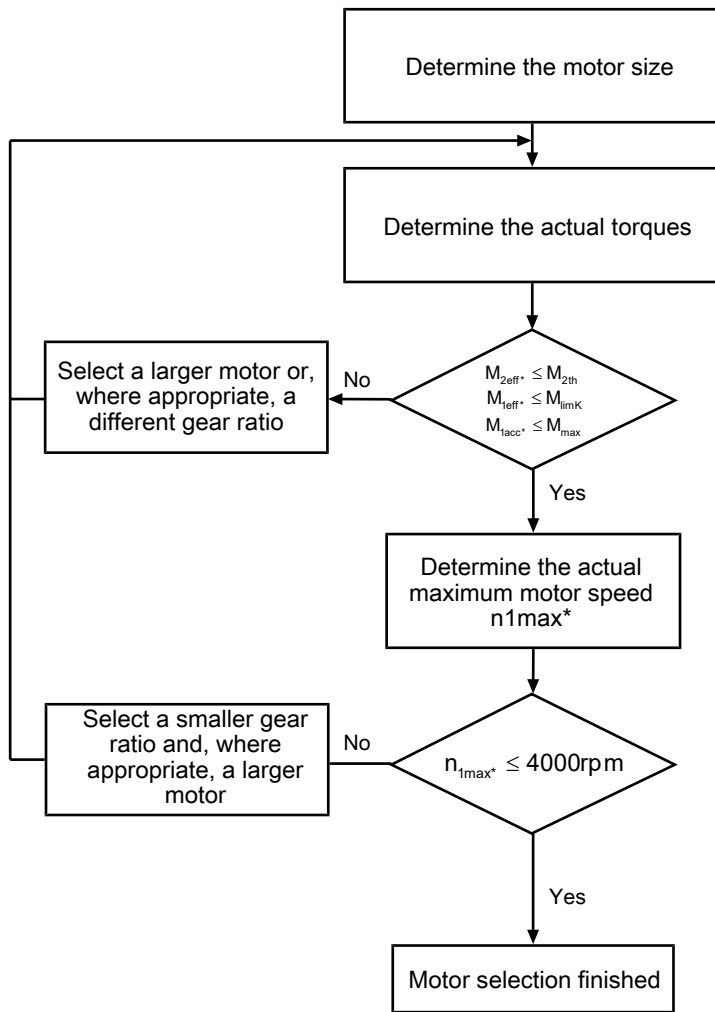 Determine the motor size
Determine the actual torques
Select a larger motor or,
where appropriate, a
different gear ratio
No
M2eff* ≤ M2th
M1eff* ≤ MlimK
M1acc* ≤ Mmax
Yes
Determine the actual
maximum motor speed
n1max*
Select a smaller gear
ratio and, where
appropriate, a larger
motor
No
n1max* ≤ 4000rpm
Yes
Motor selection finished